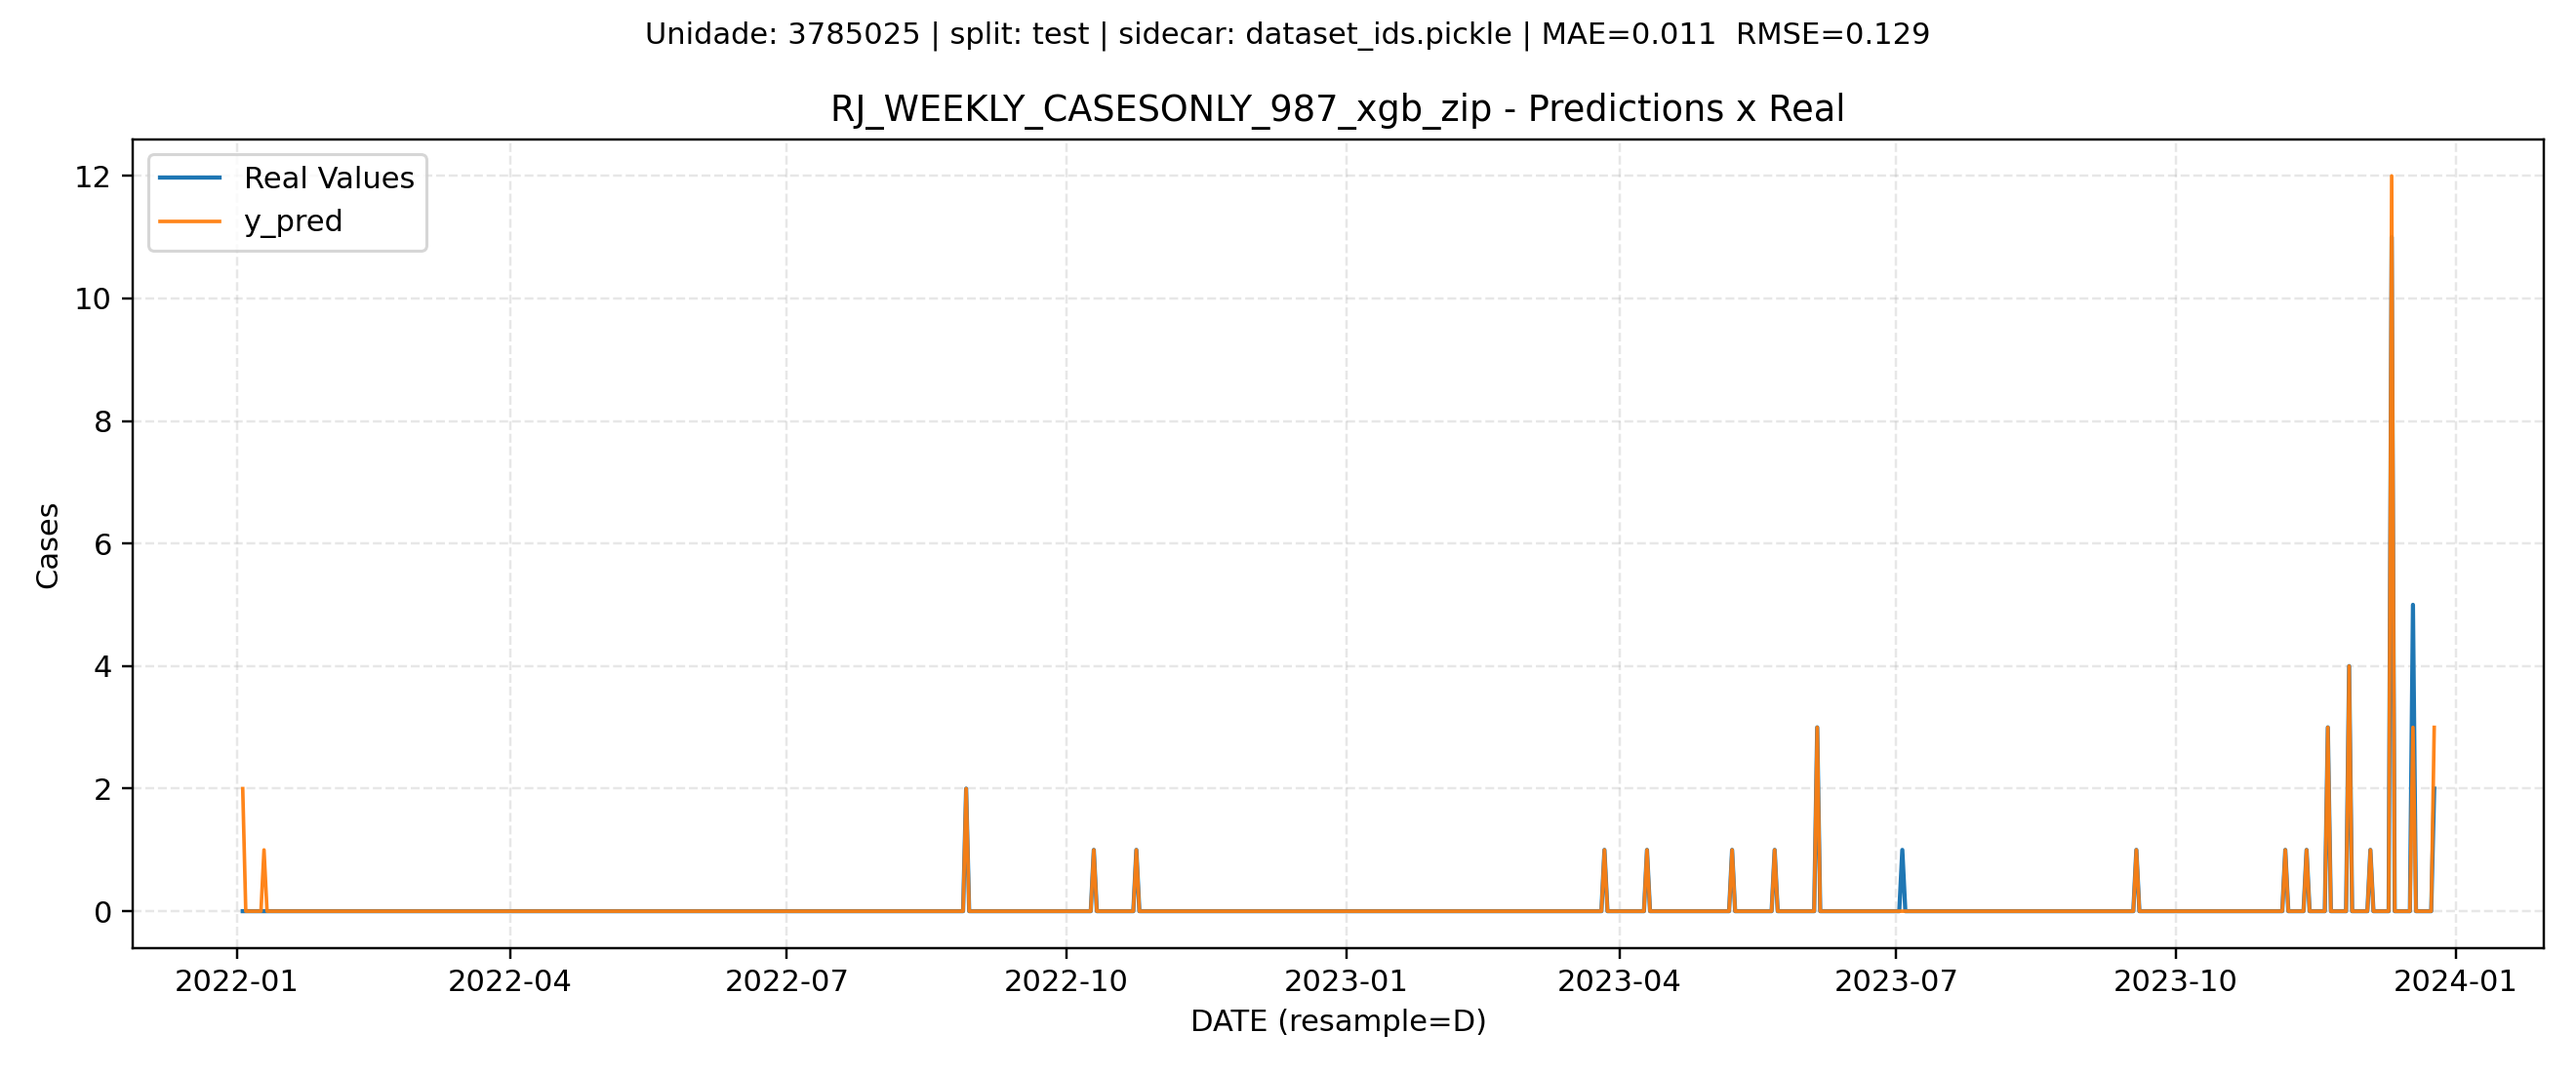 Unidade: 3785025 | split: test | sidecar: dataset_ids.pickle | MAE=0.011  RMSE=0.129
RJ_WEEKLY_CASESONLY_987_xgb_zip - Predictions x Real
Real Values
y_pred
12
10
8
6
4
2
0
Cases
2022-01
2022-04
2022-07
2022-10
2023-01
2023-04
2023-07
2023-10
2024-01
DATE (resample=D)